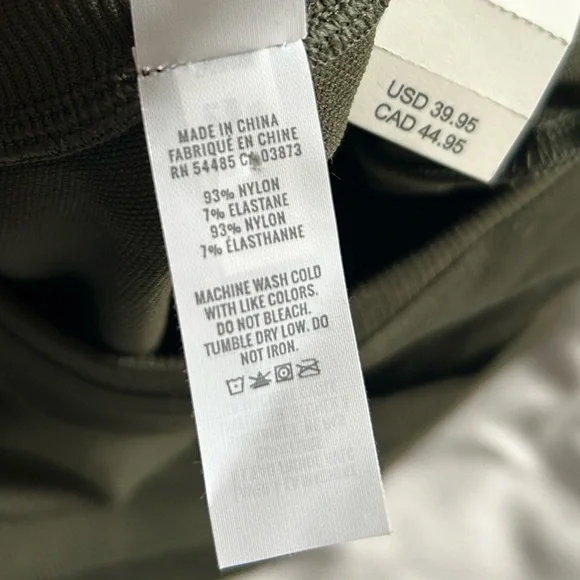 MADE IN CHINA
FABRIQUÉ EN CHINE
RN 54485 CA 03873
93% NYLON
7% ELASTANE
93% NYLON
7% ÉLASTHANNE
MACHINE WASH COLD
WITH LIKE COLORS.
DO NOT BLEACH.
TUMBLE DRY LOW. DO
NOT IRON.
USD 39.95
CAD 44.95